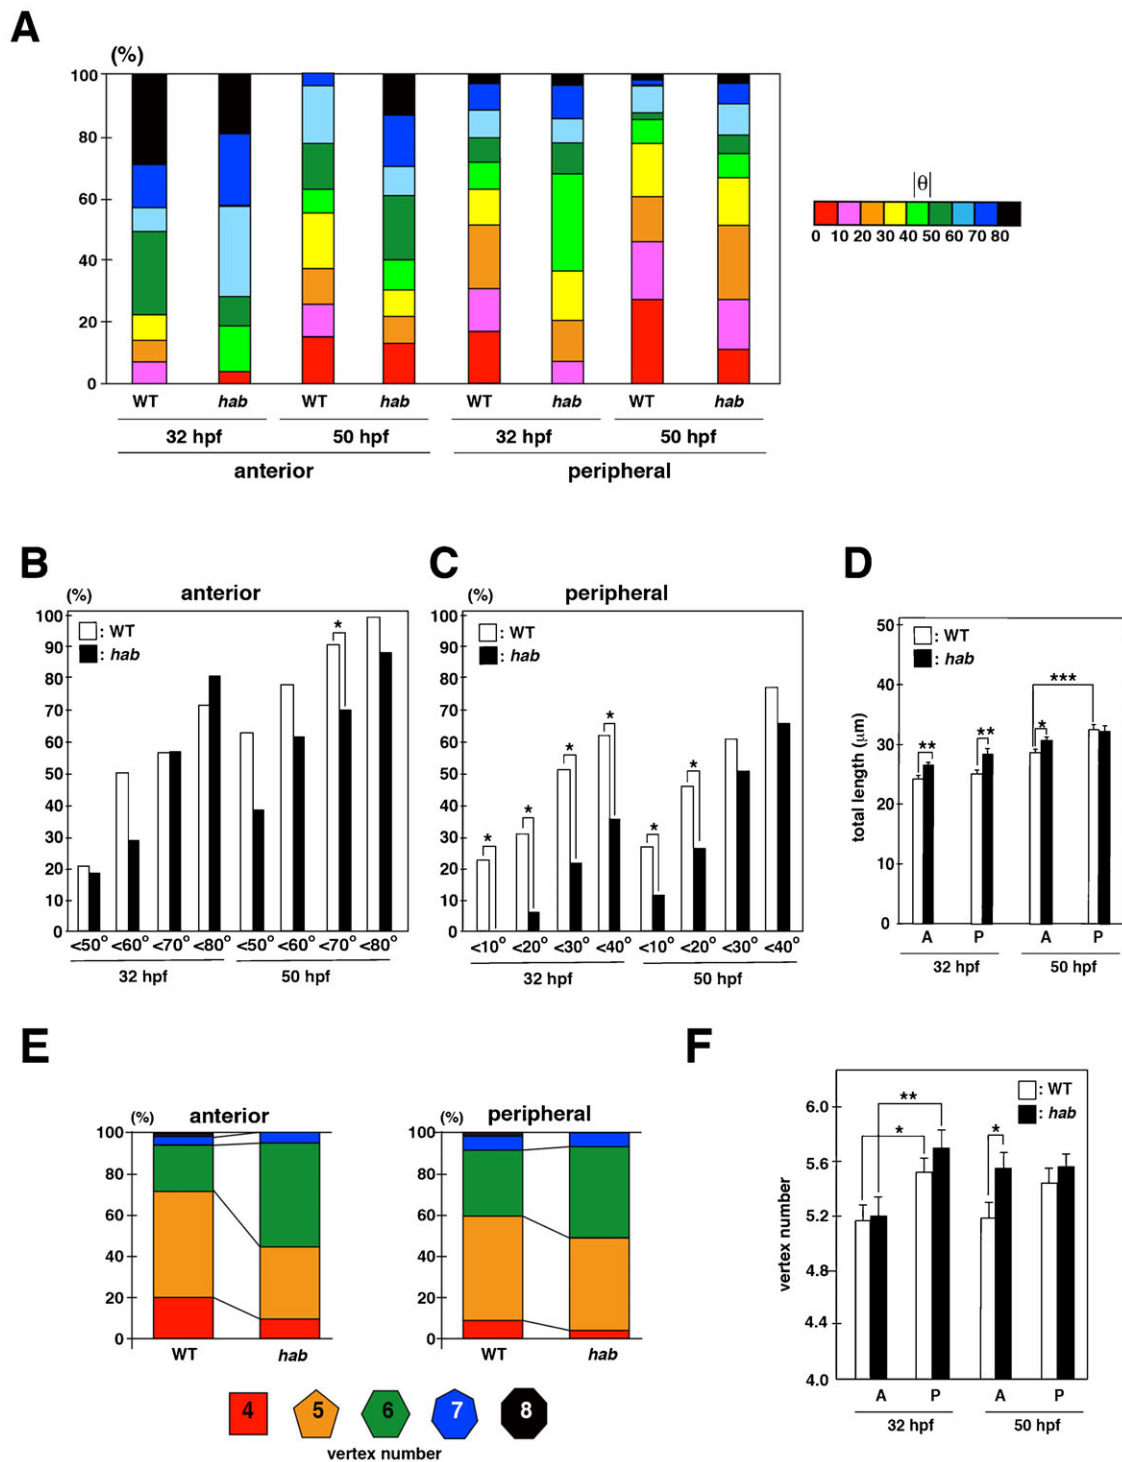 A
(%)
100
80
60
40
20
0
WT hab WT hab WT hab WT hab
32 hpf 50 hpf 32 hpf 50 hpf
anterior peripheral
|θ|
0 10 20 30 40 50 60 70 80
B
(%) anterior
100
90
80
70
60
50
40
30
20
10
0
: WT
: hab
*
<50° <60° <70° <80° <50° <60° <70° <80°
32 hpf 50 hpf
C
(%) peripheral
100
90
80
70
60
50
40
30
20
10
0
: WT
: hab
* * * * * *
<10° <20° <30° <40° <10° <20° <30° <40°
32 hpf 50 hpf
D
total length (μm)
50
40
30
20
10
0
: WT
: hab
** ** * ***
A P A P
32 hpf 50 hpf
E
(%) anterior
100
80
60
40
20
0
WT hab
(%) peripheral
100
80
60
40
20
0
WT hab
4 5 6 7 8
vertex number
F
vertex number
6.0
5.6
5.2
4.8
4.4
4.0
: WT
: hab
** * *
A P A P
32 hpf 50 hpf